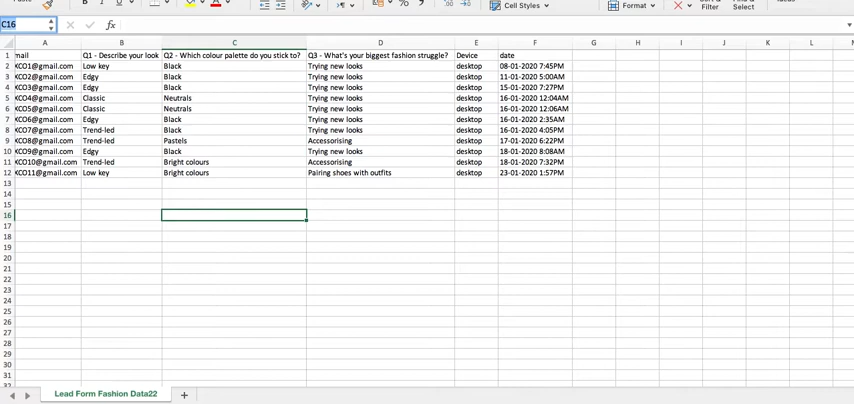 Paste
B I U A
% 9
Cell Styles
Format
Filter Select
Ideas
C16 fx
A B C D E F G H I J K L M
1 mail Q1 - Describe your look Q2 - Which colour palette do you stick to? Q3 - What's your biggest fashion struggle? Device date
2 KCO1@gmail.com Low key Black Trying new looks desktop 08-01-2020 7:45PM
3 KCO2@gmail.com Edgy Black Trying new looks desktop 11-01-2020 5:00AM
4 KCO3@gmail.com Edgy Black Trying new looks desktop 15-01-2020 7:27PM
5 KCO4@gmail.com Classic Neutrals Trying new looks desktop 16-01-2020 12:04AM
6 KCO5@gmail.com Classic Neutrals Trying new looks desktop 16-01-2020 12:06AM
7 KCO6@gmail.com Edgy Black Trying new looks desktop 16-01-2020 2:35AM
8 KCO7@gmail.com Trend-led Black Trying new looks desktop 16-01-2020 4:05PM
9 KCO8@gmail.com Trend-led Pastels Accessorising desktop 17-01-2020 6:22PM
10 KCO9@gmail.com Edgy Black Trying new looks desktop 18-01-2020 8:08AM
11 KCO10@gmail.com Trend-led Bright colours Accessorising desktop 18-01-2020 7:32PM
12 KCO11@gmail.com Low key Bright colours Pairing shoes with outfits desktop 23-01-2020 1:57PM
13
14
15
16
17
18
19
20
21
22
23
24
25
26
27
28
29
30
31
32
Lead Form Fashion Data22